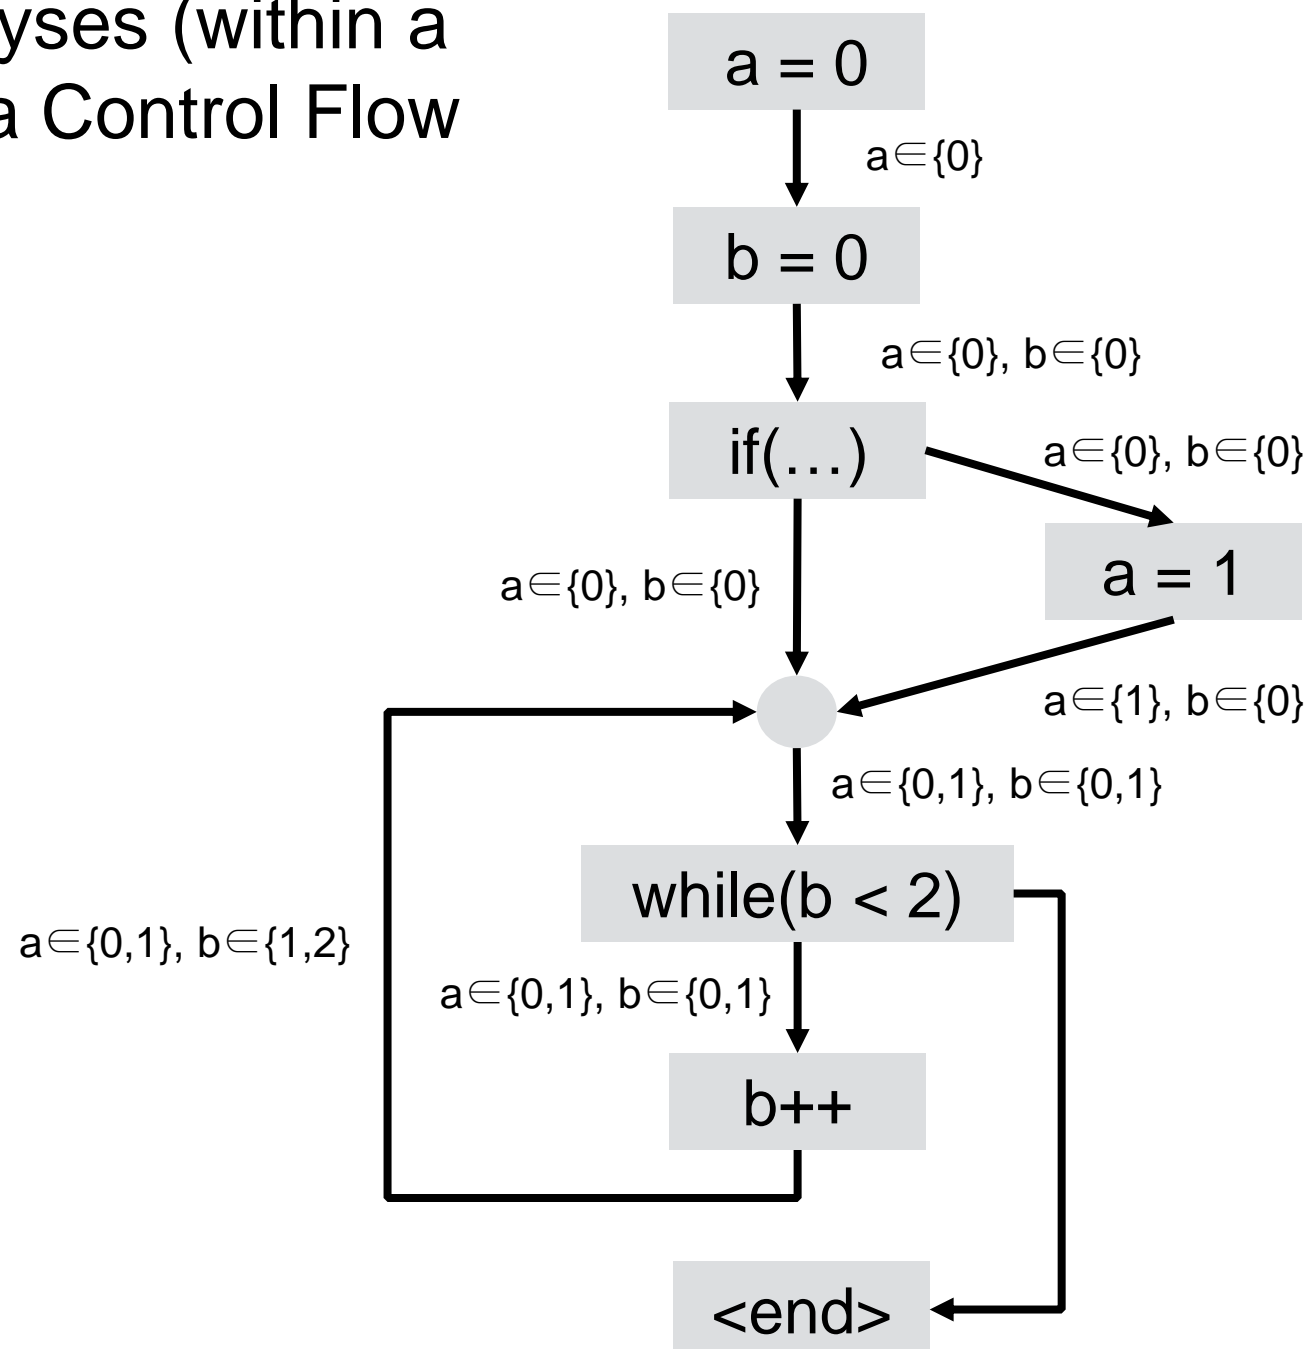 yses (within a
a Control Flow
a = 0
a∈{0}
b = 0
a∈{0}, b∈{0}
if(…)
a∈{0}, b∈{0}
a∈{0}, b∈{0}
a = 1
a∈{1}, b∈{0}
a∈{0,1}, b∈{0,1}
while(b < 2)
a∈{0,1}, b∈{1,2}
a∈{0,1}, b∈{0,1}
b++
<end>